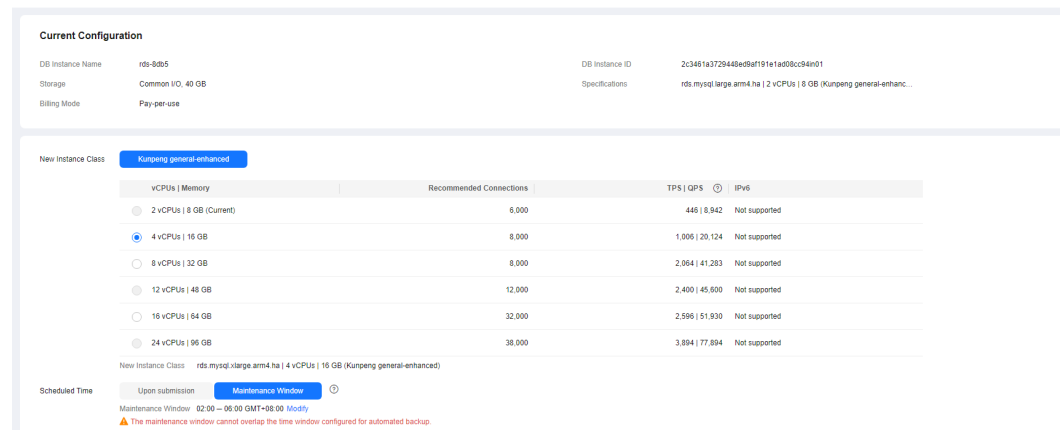 Current Configuration
DB Instance Name rds-8db5 DB Instance ID 2c3461a3729448ed9af191e1ad08cc94in01
Storage Common I/O, 40 GB Specifications rds.mysql.large.arm4.ha | 2 vCPUs | 8 GB (Kunpeng general-enhanc...
Billing Mode Pay-per-use
New Instance Class Kunpeng general-enhanced
vCPUs | Memory Recommended Connections TPS | QPS ? IPv6
2 vCPUs | 8 GB (Current) 6,000 446 | 8,942 Not supported
4 vCPUs | 16 GB 8,000 1,006 | 20,124 Not supported
8 vCPUs | 32 GB 8,000 2,064 | 41,283 Not supported
12 vCPUs | 48 GB 12,000 2,400 | 45,600 Not supported
16 vCPUs | 64 GB 32,000 2,596 | 51,930 Not supported
24 vCPUs | 96 GB 38,000 3,894 | 77,894 Not supported
New Instance Class rds.mysql.xlarge.arm4.ha | 4 vCPUs | 16 GB (Kunpeng general-enhanced)
Scheduled Time Upon submission Maintenance Window ?
Maintenance Window 02:00 — 06:00 GMT+08:00 Modify
The maintenance window cannot overlap the time window configured for automated backup.